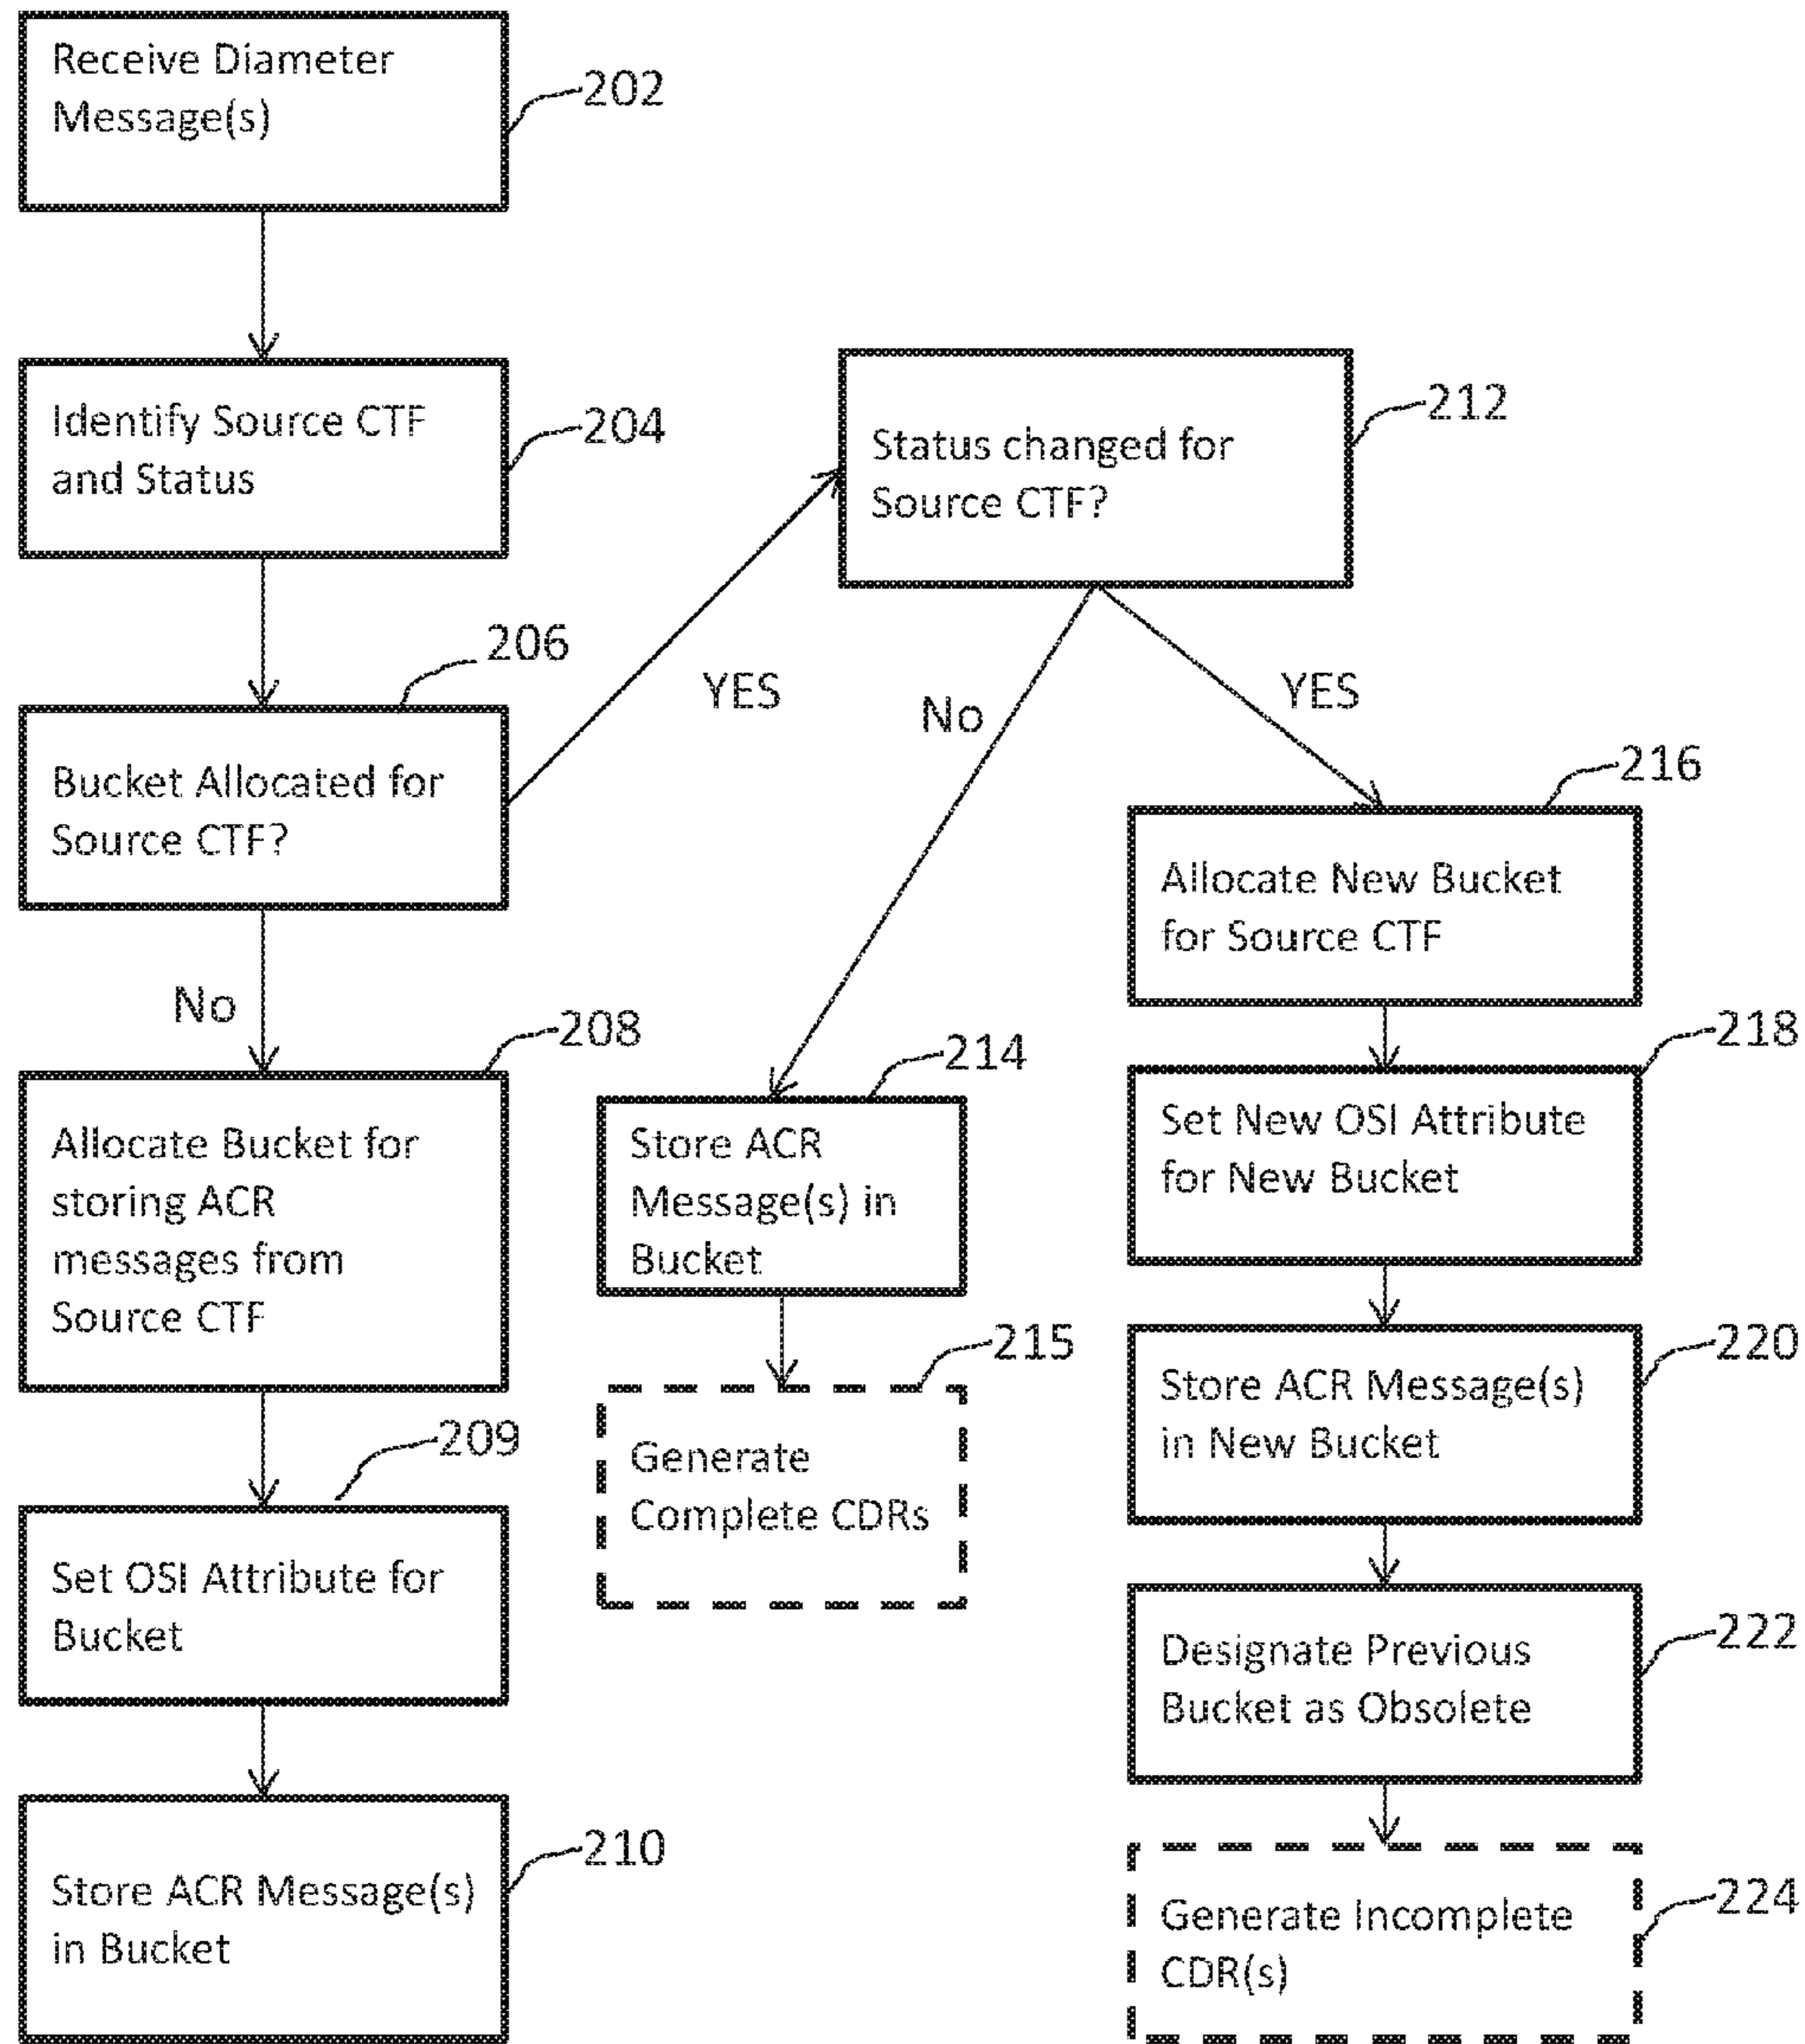 Receive Diameter
Message(s)
202
Identify Source CTF
and Status
204
206
Bucket Allocated for
Source CTF?
YES
No
208
Allocate Bucket for
storing ACR
messages from
Source CTF
209
Set OSI Attribute for
Bucket
Store ACR Message(s)
in Bucket
210
Status changed for
Source CTF?
212
No
YES
214
Store ACR
Message(s) in
Bucket
215
Generate
Complete CDRs
216
Allocate New Bucket
for Source CTF
218
Set New OSI Attribute
for New Bucket
220
Store ACR Message(s)
in New Bucket
222
Designate Previous
Bucket as Obsolete
224
Generate Incomplete
CDR(s)